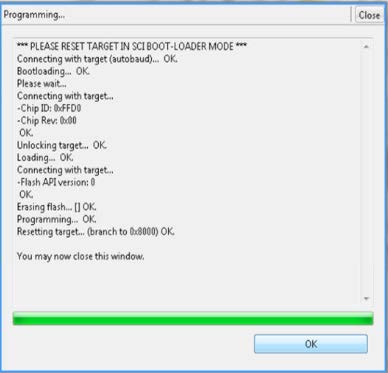 Programming...
Close
*** PLEASE RESET TARGET IN SCI BOOT-LOADER MODE ***
Connecting with target (autobaud)... OK.
Bootloading... OK.
Please wait...
Connecting with target...
-Chip ID: 0xFFD0
-Chip Rev: 0x00
OK.
Unlocking target... OK.
Loading... OK.
Connecting with target...
-Flash API version: 0
OK.
Erasing flash... [] OK.
Programming... OK.
Resetting target... (branch to 0x8000) OK.
You may now close this window.
OK